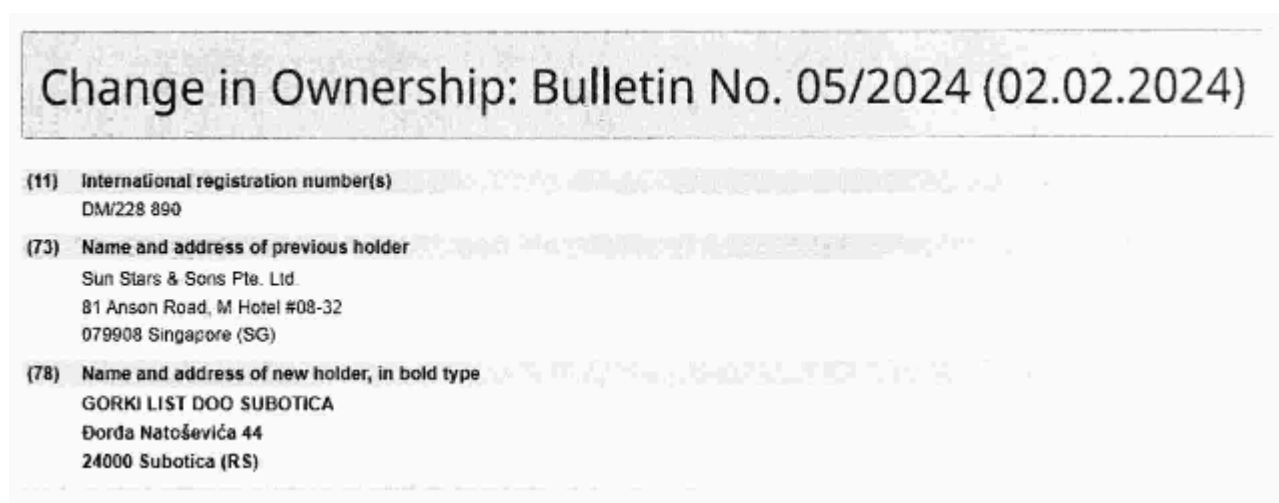 Change in Ownership: Bulletin No. 05/2024 (02.02.2024)
(11) International registration number(s)
DM/228 890
(73) Name and address of previous holder
Sun Stars & Sons Pte. Ltd.
81 Anson Road, M Hotel #08-32
079908 Singapore (SG)
(78) Name and address of new holder, in bold type
GORKI LIST DOO SUBOTICA
Đorđa Natoševića 44
24000 Subotica (RS)